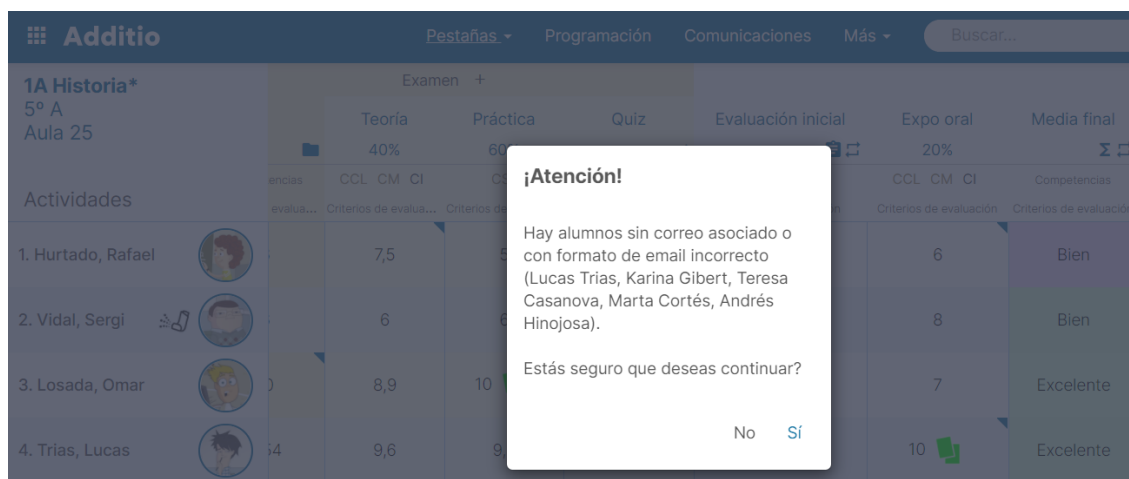 Additio
Pestañas Programación Comunicaciones Más Buscar...
1A Historia*
5º A
Aula 25
Examen +
Teoría Práctica Quiz Evaluación inicial Expo oral Media final
40% 20% Σ
CCL CM CI CCL CM CI Competencias
Actividades
Criterios de evalua... Criterios de evaluación Criterios de evaluación
1. Hurtado, Rafael 7,5 6 Bien
2. Vidal, Sergi 6 8 Bien
3. Losada, Omar 8,9 10 7 Excelente
4. Trias, Lucas 9,6 10 Excelente
¡Atención!
Hay alumnos sin correo asociado o
con formato de email incorrecto
(Lucas Trias, Karina Gibert, Teresa
Casanova, Marta Cortés, Andrés
Hinojosa).
Estás seguro que deseas continuar?
No Sí